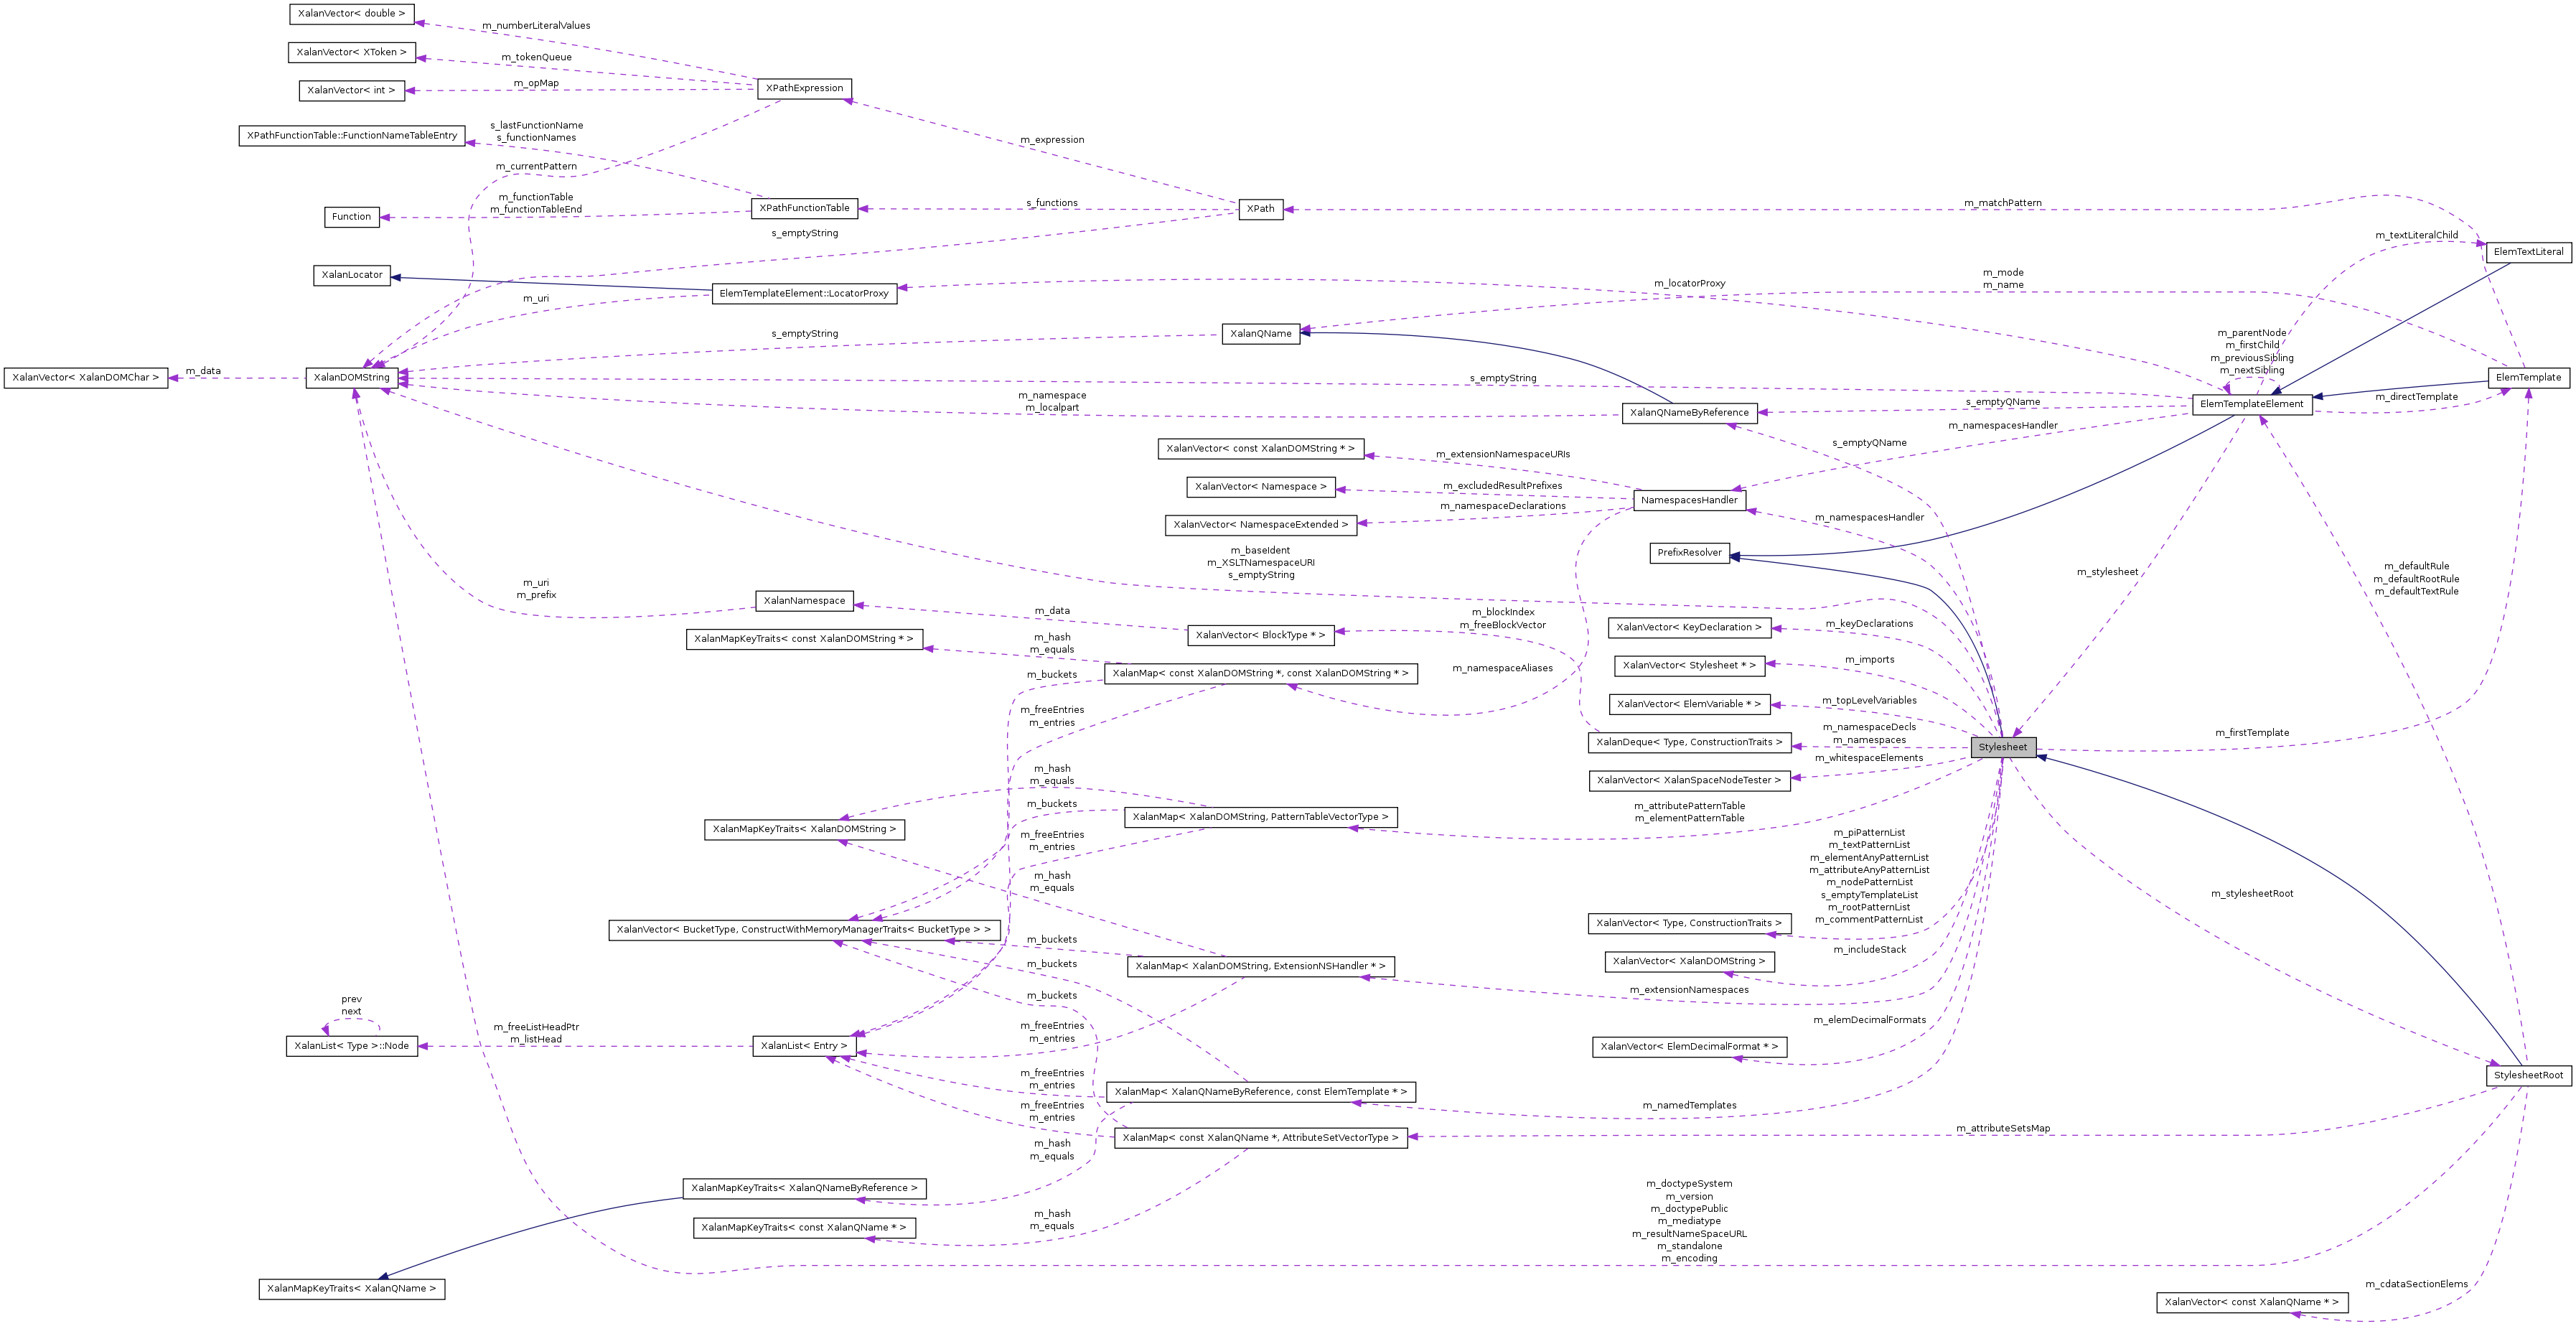 XalanVector< double >
m_numberLiteralValues
XalanVector< XToken >
m_tokenQueue
XalanVector< int >
m_opMap
XPathExpression
XPathFunctionTable::FunctionNameTableEntry
s_lastFunctionName
s_functionNames
m_expression
m_currentPattern
Function
m_functionTable
m_functionTableEnd
XPathFunctionTable
s_functions
XPath
m_matchPattern
s_emptyString
m_textLiteralChild
ElemTextLiteral
XalanLocator
m_uri
ElemTemplateElement::LocatorProxy
m_locatorProxy
m_mode
m_name
s_emptyString
XalanQName
m_parentNode
m_firstChild
m_previousSibling
m_nextSibling
XalanVector< XalanDOMChar >
m_data
XalanDOMString
s_emptyString
ElemTemplate
m_namespace
m_localpart
XalanQNameByReference
s_emptyQName
ElemTemplateElement
m_directTemplate
XalanVector< const XalanDOMString * >
m_extensionNamespaceURIs
s_emptyQName
m_namespacesHandler
XalanVector< Namespace >
m_excludedResultPrefixes
NamespacesHandler
XalanVector< NamespaceExtended >
m_namespaceDeclarations
m_namespacesHandler
m_baseIdent
m_XSLTNamespaceURI
s_emptyString
PrefixResolver
m_stylesheet
m_defaultRule
m_defaultRootRule
m_defaultTextRule
m_uri
m_prefix
XalanNamespace
m_data
XalanVector< BlockType * >
m_blockIndex
m_freeBlockVector
XalanVector< KeyDeclaration >
m_keyDeclarations
XalanMapKeyTraits< const XalanDOMString * >
m_hash
m_equals
XalanMap< const XalanDOMString *, const XalanDOMString * >
m_namespaceAliases
XalanVector< Stylesheet * >
m_imports
m_buckets
m_freeEntries
m_entries
XalanVector< ElemVariable * >
m_topLevelVariables
XalanDeque< Type, ConstructionTraits >
m_namespaceDecls
m_namespaces
Stylesheet
m_firstTemplate
XalanVector< XalanSpaceNodeTester >
m_whitespaceElements
m_hash
m_equals
m_buckets
XalanMapKeyTraits< XalanDOMString >
XalanMap< XalanDOMString, PatternTableVectorType >
m_attributePatternTable
m_elementPatternTable
m_freeEntries
m_entries
m_piPatternList
m_textPatternList
m_elementAnyPatternList
m_attributeAnyPatternList
m_nodePatternList
s_emptyTemplateList
m_rootPatternList
m_commentPatternList
m_hash
m_equals
m_stylesheetRoot
XalanVector< BucketType, ConstructWithMemoryManagerTraits< BucketType > >
XalanVector< Type, ConstructionTraits >
m_buckets
m_includeStack
XalanVector< XalanDOMString >
m_buckets
XalanMap< XalanDOMString, ExtensionNSHandler * >
m_extensionNamespaces
m_buckets
prev
next
XalanList< Type >::Node
m_freeListHeadPtr
m_listHead
XalanList< Entry >
m_freeEntries
m_entries
m_elemDecimalFormats
XalanVector< ElemDecimalFormat * >
m_freeEntries
m_entries
XalanMap< XalanQNameByReference, const ElemTemplate * >
m_namedTemplates
StylesheetRoot
m_freeEntries
m_entries
XalanMap< const XalanQName *, AttributeSetVectorType >
m_attributeSetsMap
m_hash
m_equals
XalanMapKeyTraits< XalanQNameByReference >
m_hash
m_equals
XalanMapKeyTraits< const XalanQName * >
m_doctypeSystem
m_version
m_doctypePublic
m_mediatype
m_resultNameSpaceURL
m_standalone
m_encoding
XalanMapKeyTraits< XalanQName >
m_cdataSectionElems
XalanVector< const XalanQName * >